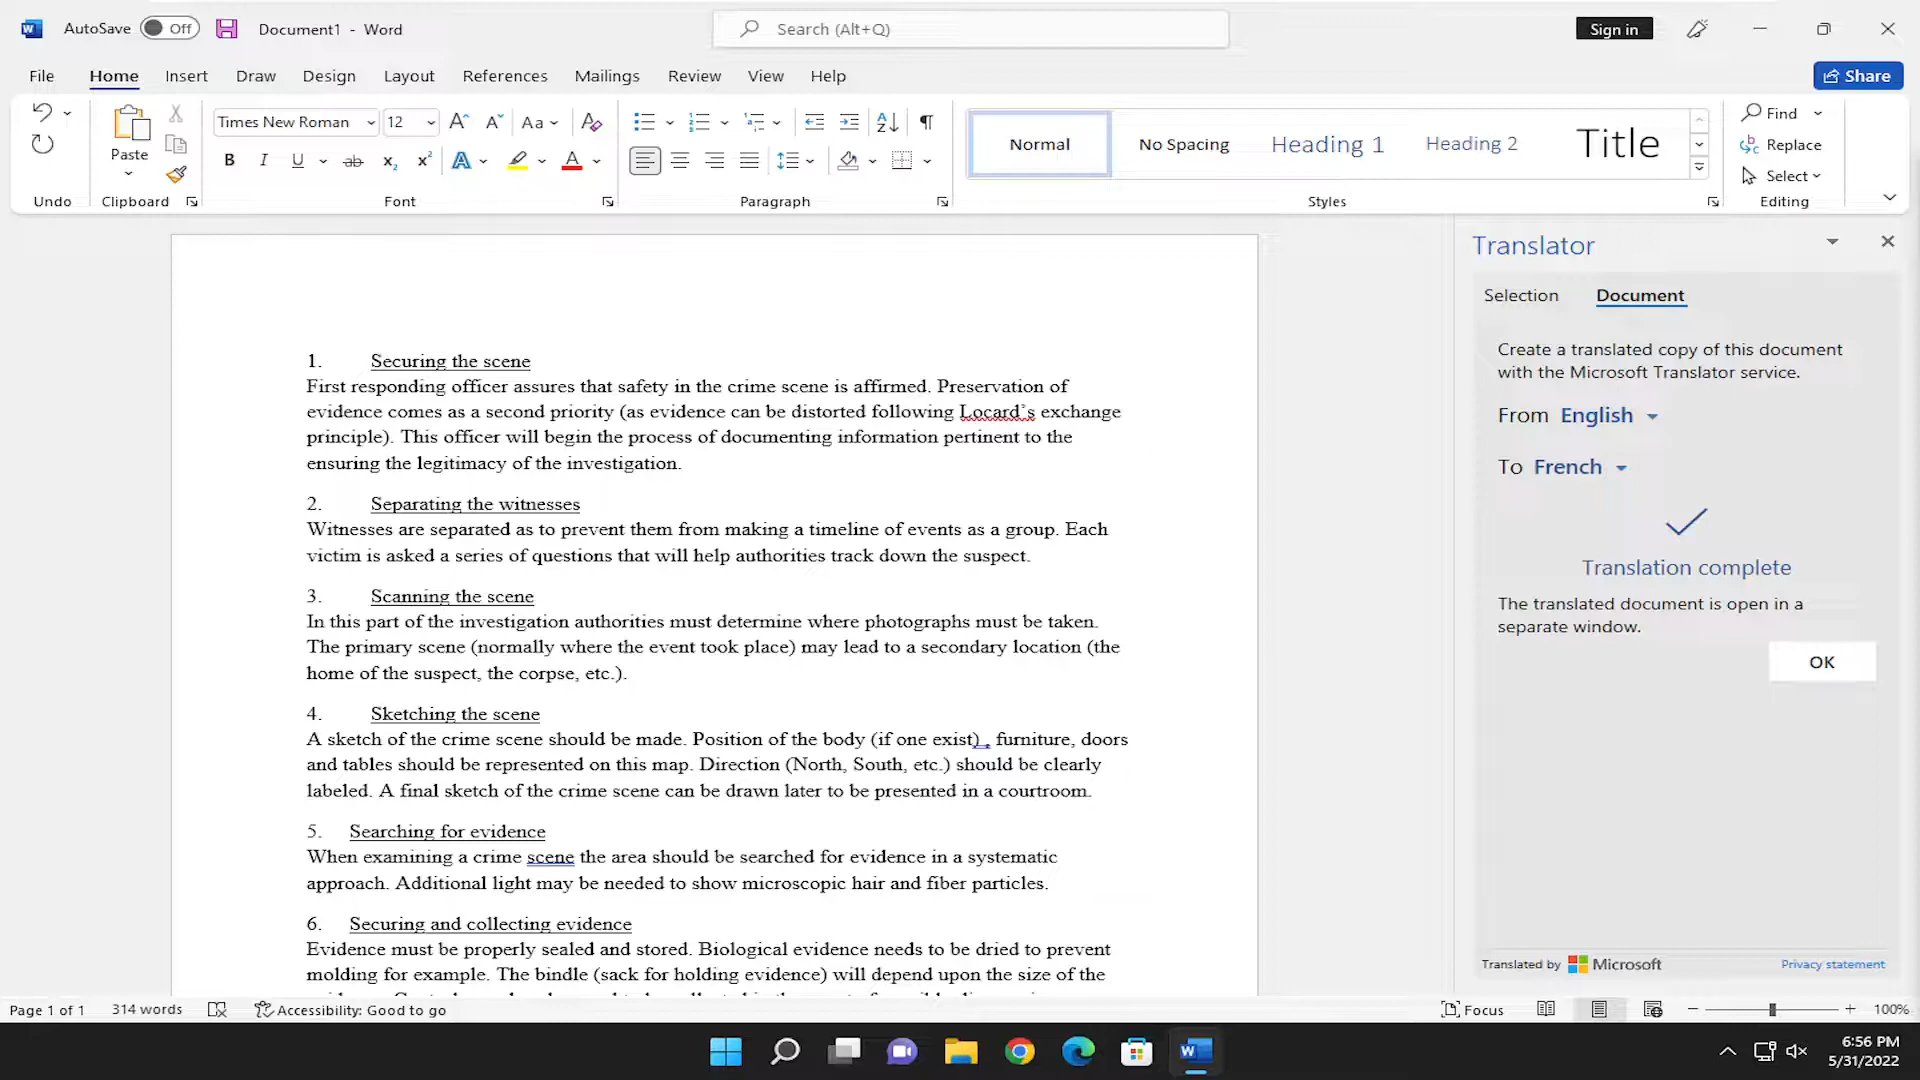 AutoSave Off Document1 - Word Search (Alt+Q) Sign in
File Home Insert Draw Design Layout References Mailings Review View Help Share
Paste
Times New Roman 12 Aa
B I U ab x₂ x² A A
Normal No Spacing Heading 1 Heading 2 Title
Find
Replace
Select
Undo Clipboard Font Paragraph Styles Editing
1. Securing the scene
First responding officer assures that safety in the crime scene is affirmed. Preservation of
evidence comes as a second priority (as evidence can be distorted following Locard`s exchange
principle). This officer will begin the process of documenting information pertinent to the
ensuring the legitimacy of the investigation.
2. Separating the witnesses
Witnesses are separated as to prevent them from making a timeline of events as a group. Each
victim is asked a series of questions that will help authorities track down the suspect.
3. Scanning the scene
In this part of the investigation authorities must determine where photographs must be taken.
The primary scene (normally where the event took place) may lead to a secondary location (the
home of the suspect, the corpse, etc.).
4. Sketching the scene
A sketch of the crime scene should be made. Position of the body (if one exist) , furniture, doors
and tables should be represented on this map. Direction (North, South, etc.) should be clearly
labeled. A final sketch of the crime scene can be drawn later to be presented in a courtroom.
5. Searching for evidence
When examining a crime scene the area should be searched for evidence in a systematic
approach. Additional light may be needed to show microscopic hair and fiber particles.
6. Securing and collecting evidence
Evidence must be properly sealed and stored. Biological evidence needs to be dried to prevent
molding for example. The bindle (sack for holding evidence) will depend upon the size of the
Translator
Selection Document
Create a translated copy of this document
with the Microsoft Translator service.
From English
To French
Translation complete
The translated document is open in a
separate window.
OK
Translated by Microsoft Privacy statement
Page 1 of 1 314 words Accessibility: Good to go Focus 100%
6:56 PM
5/31/2022